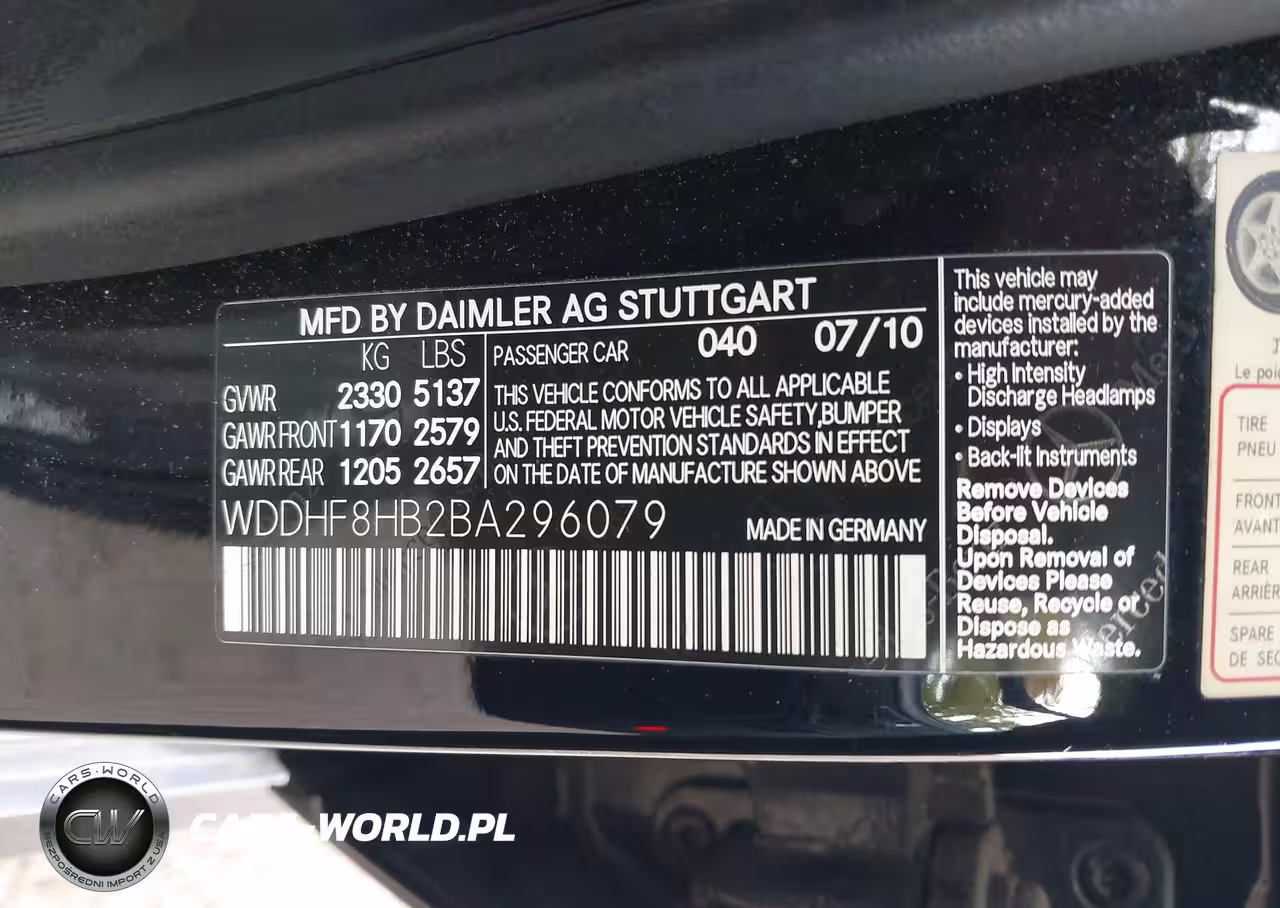 MFD BY DAIMLER AG STUTTGART
KG LBS
GVWR 2330 5137
GAWR FRONT 1170 2579
GAWR REAR 1205 2657
PASSENGER CAR 040 07/10
THIS VEHICLE CONFORMS TO ALL APPLICABLE
U.S. FEDERAL MOTOR VEHICLE SAFETY,BUMPER
AND THEFT PREVENTION STANDARDS IN EFFECT
ON THE DATE OF MANUFACTURE SHOWN ABOVE
WDDHF8HB2BA296079
MADE IN GERMANY
This vehicle may
include mercury-added
devices installed by the
manufacturer:
• High Intensity
Discharge Headlamps
• Displays
• Back-lit Instruments
Remove Devices
Before Vehicle
Disposal.
Upon Removal of
Devices Please
Reuse, Recycle or
Dispose as
Hazardous Waste.
TIRE
PNEU
FRONT
AVANT
REAR
SPARE
CARS-WORLD
CW
BEZPOŚREDNI IMPORT Z USA
CARS-WORLD.PL